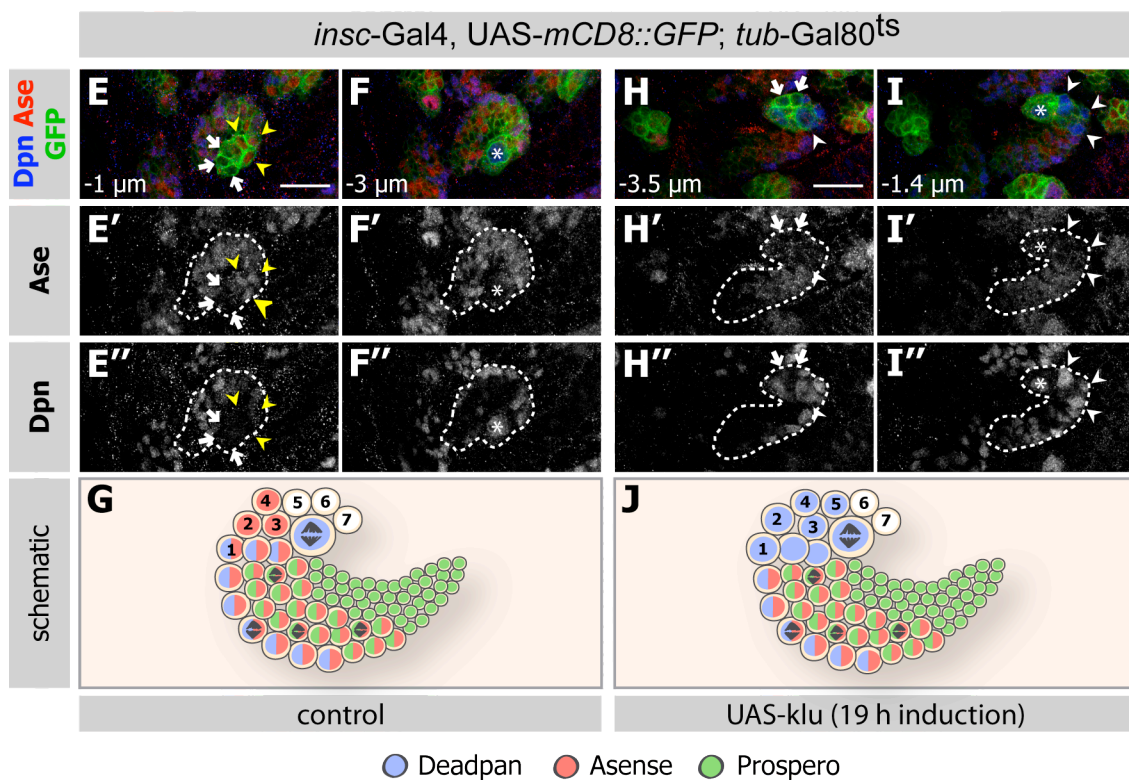 insc-Gal4, UAS-mCD8::GFP; tub-Gal80ts
Dpn Ase
GFP
E
-1 µm
F
*
-3 µm
H
-3.5 µm
I
*
-1.4 µm
Ase
E′
F′
*
H′
I′
*
Dpn
E″
F″
*
H″
I″
*
schematic
G
4 5 6
2 3 7
1
J
4 5 6
2 3 7
1
control
UAS-klu (19 h induction)
Deadpan Asense Prospero